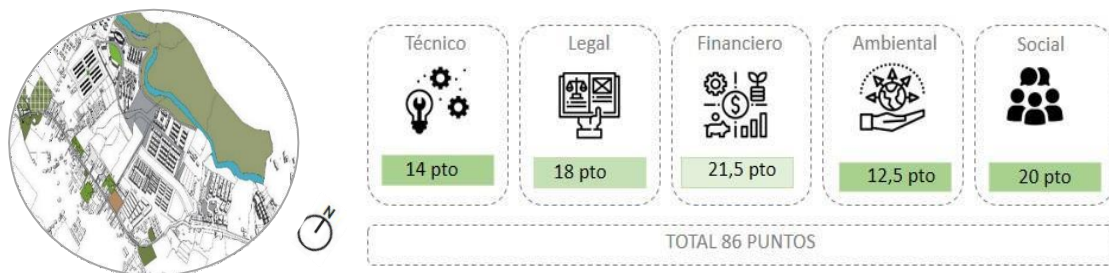 N
Técnico
Legal
Financiero
Ambiental
Social
14 pto
18 pto
21,5 pto
12,5 pto
20 pto
TOTAL 86 PUNTOS